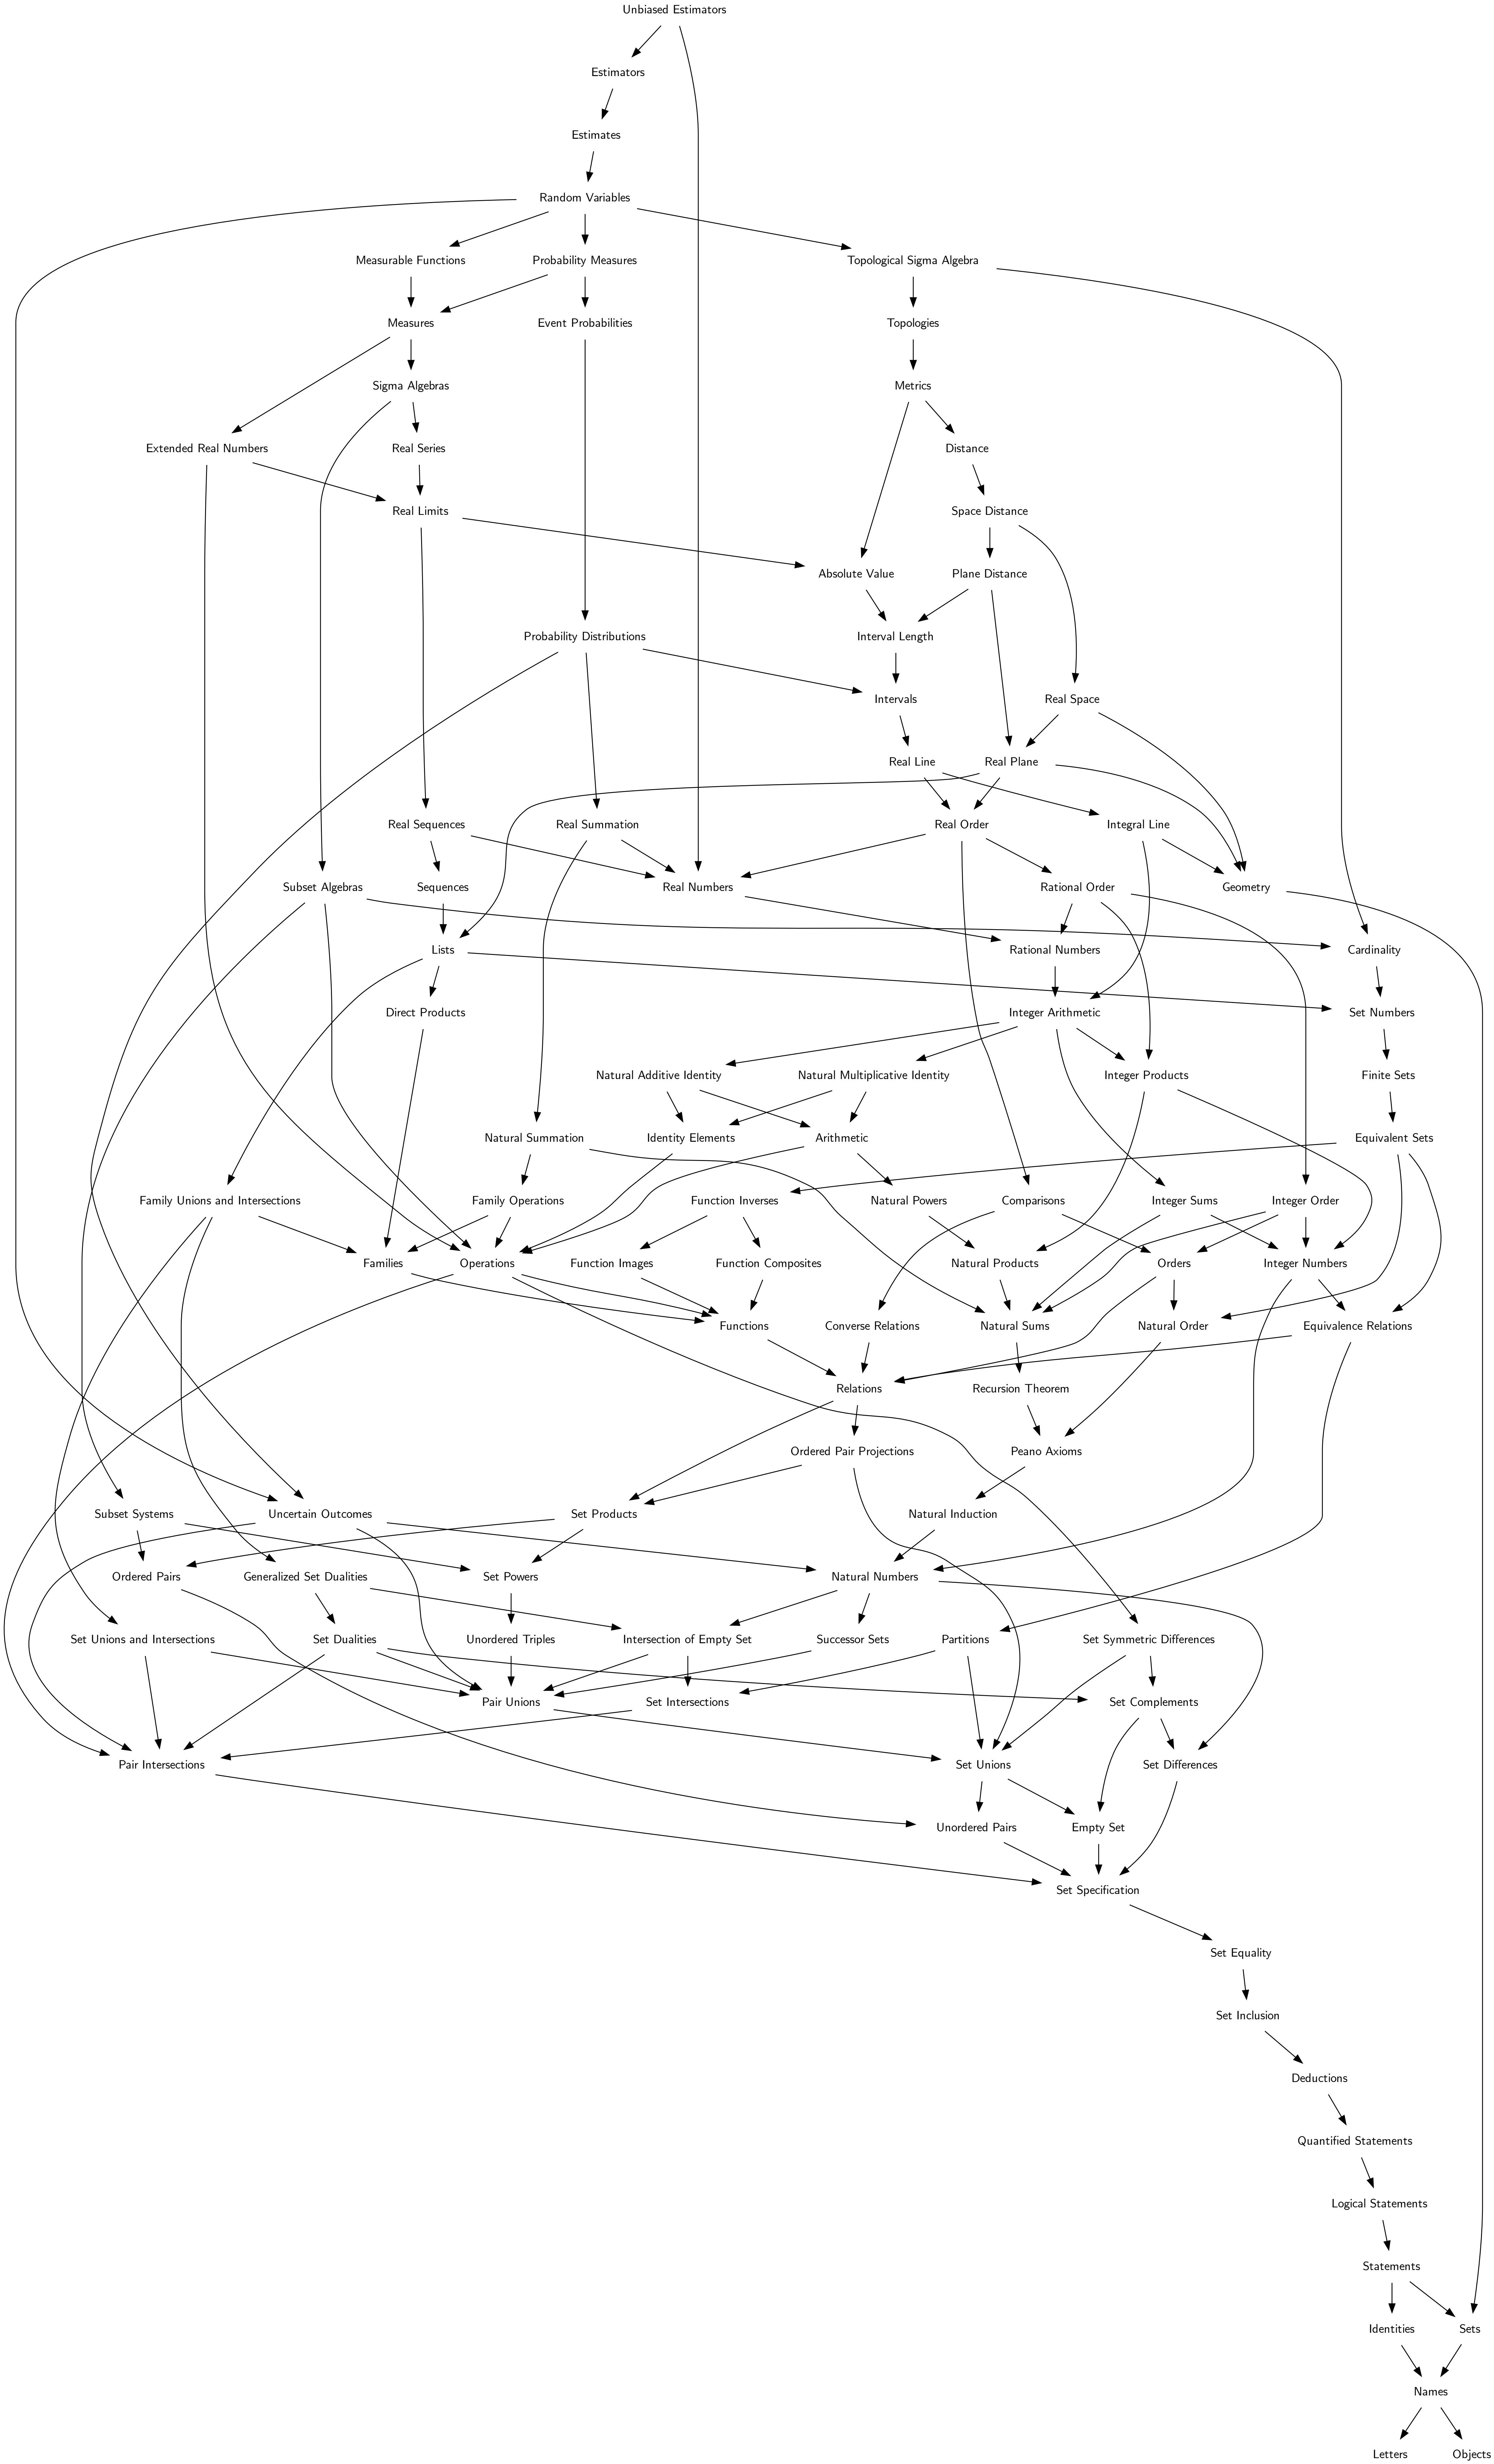 Unbiased Estimators
Estimators
Estimates
Random Variables
Measurable Functions
Probability Measures
Topological Sigma Algebra
Measures
Event Probabilities
Topologies
Sigma Algebras
Metrics
Extended Real Numbers
Real Series
Distance
Real Limits
Space Distance
Absolute Value
Plane Distance
Probability Distributions
Interval Length
Intervals
Real Space
Real Line
Real Plane
Real Sequences
Real Summation
Real Order
Integral Line
Subset Algebras
Sequences
Real Numbers
Rational Order
Geometry
Lists
Rational Numbers
Cardinality
Direct Products
Integer Arithmetic
Set Numbers
Natural Additive Identity
Natural Multiplicative Identity
Integer Products
Finite Sets
Natural Summation
Identity Elements
Arithmetic
Equivalent Sets
Family Unions and Intersections
Family Operations
Function Inverses
Natural Powers
Comparisons
Integer Sums
Integer Order
Families
Operations
Function Images
Function Composites
Natural Products
Orders
Integer Numbers
Functions
Converse Relations
Natural Sums
Natural Order
Equivalence Relations
Relations
Recursion Theorem
Ordered Pair Projections
Peano Axioms
Subset Systems
Uncertain Outcomes
Set Products
Natural Induction
Ordered Pairs
Generalized Set Dualities
Set Powers
Natural Numbers
Set Unions and Intersections
Set Dualities
Unordered Triples
Intersection of Empty Set
Successor Sets
Partitions
Set Symmetric Differences
Pair Unions
Set Intersections
Set Complements
Pair Intersections
Set Unions
Set Differences
Unordered Pairs
Empty Set
Set Specification
Set Equality
Set Inclusion
Deductions
Quantified Statements
Logical Statements
Statements
Identities
Sets
Names
Letters
Objects